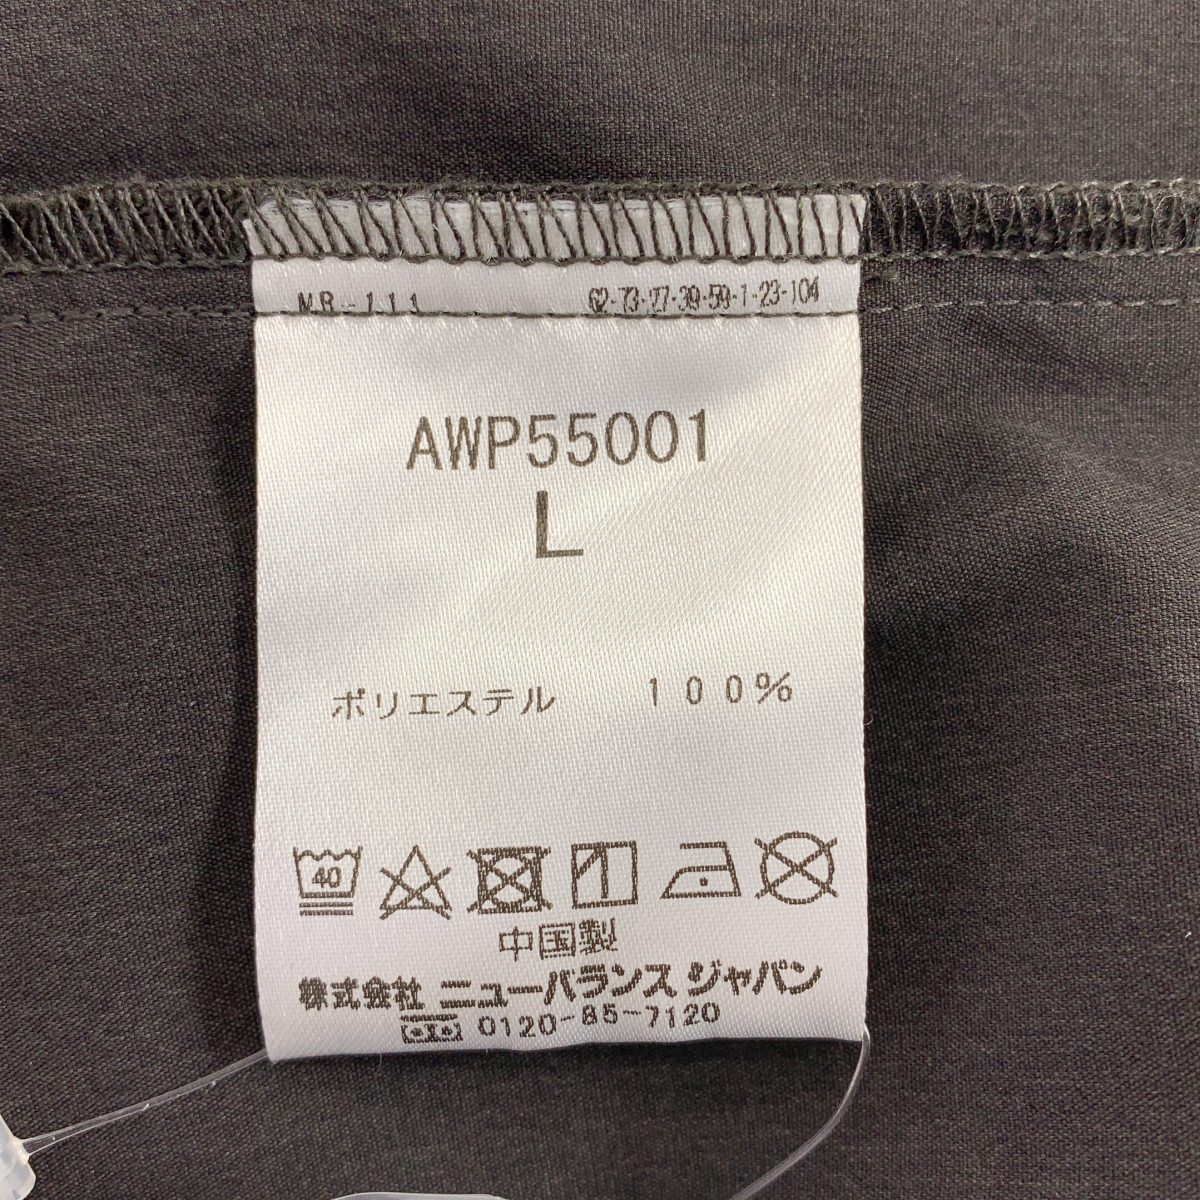 MR-111 62-73-27-39-59-1-23-104
AWP55001
L
ポリエステル 100%
40
中国製
株式会社 ニューバランス ジャパン
0120-85-7120